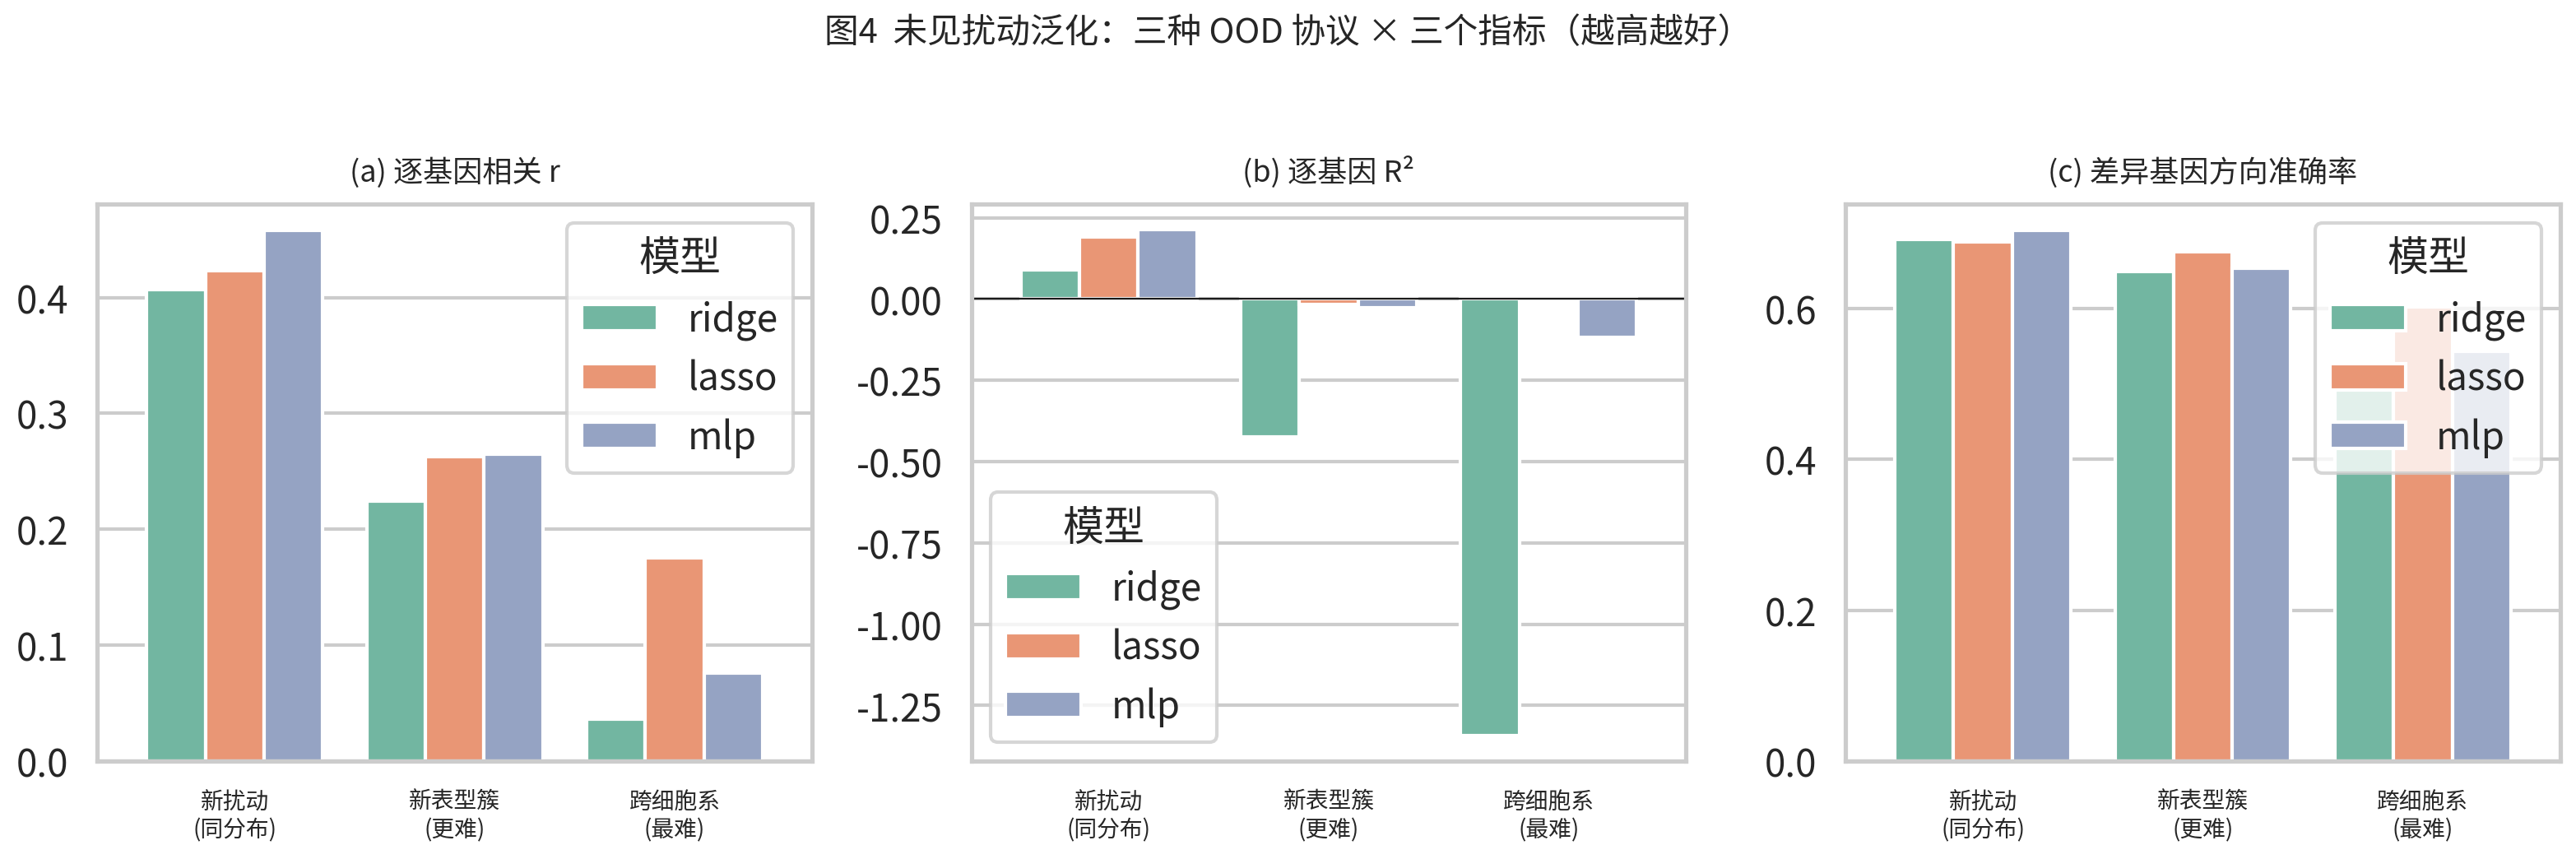 图4  未见扰动泛化：三种 OOD 协议 × 三个指标（越高越好）
(a) 逐基因相关 r
0.4
0.3
0.2
0.1
0.0
模型
ridge
lasso
mlp
新扰动
(同分布)
新表型簇
(更难)
跨细胞系
(最难)
(b) 逐基因 R²
0.25
0.00
-0.25
-0.50
-0.75
-1.00
-1.25
模型
ridge
lasso
mlp
新扰动
(同分布)
新表型簇
(更难)
跨细胞系
(最难)
(c) 差异基因方向准确率
0.6
0.4
0.2
0.0
模型
ridge
lasso
mlp
新扰动
(同分布)
新表型簇
(更难)
跨细胞系
(最难)